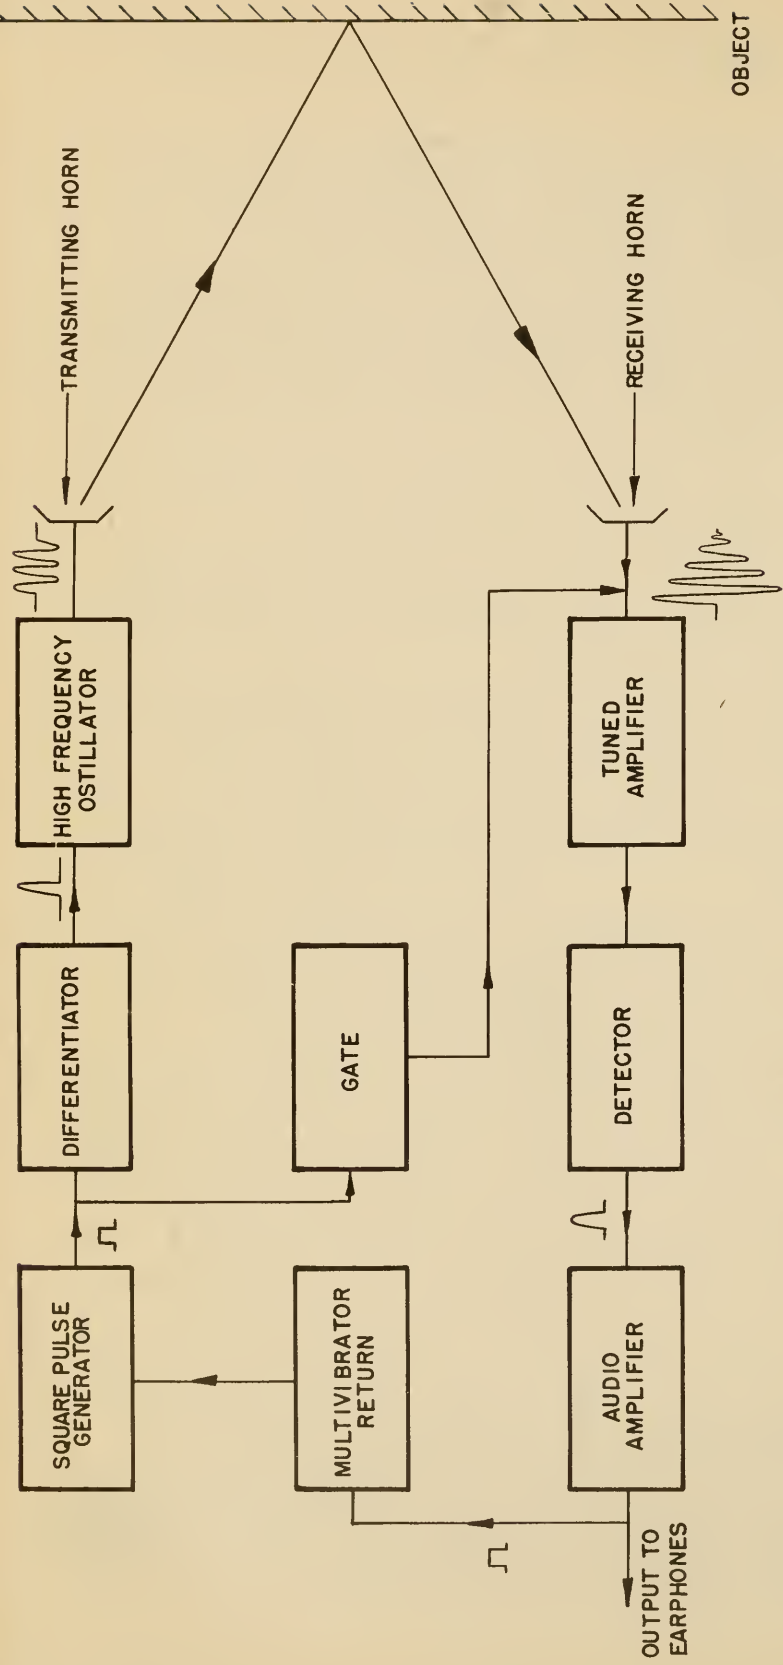 SQUARE PULSE
GENERATOR
DIFFERENTIATOR
HIGH FREQUENCY
OSTILLATOR
TRANSMITTING HORN
MULTIVIBRATOR
RETURN
GATE
AUDIO
AMPLIFIER
DETECTOR
TUNED
AMPLIFIER
RECEIVING HORN
OUTPUT TO
EARPHONES
OBJECT